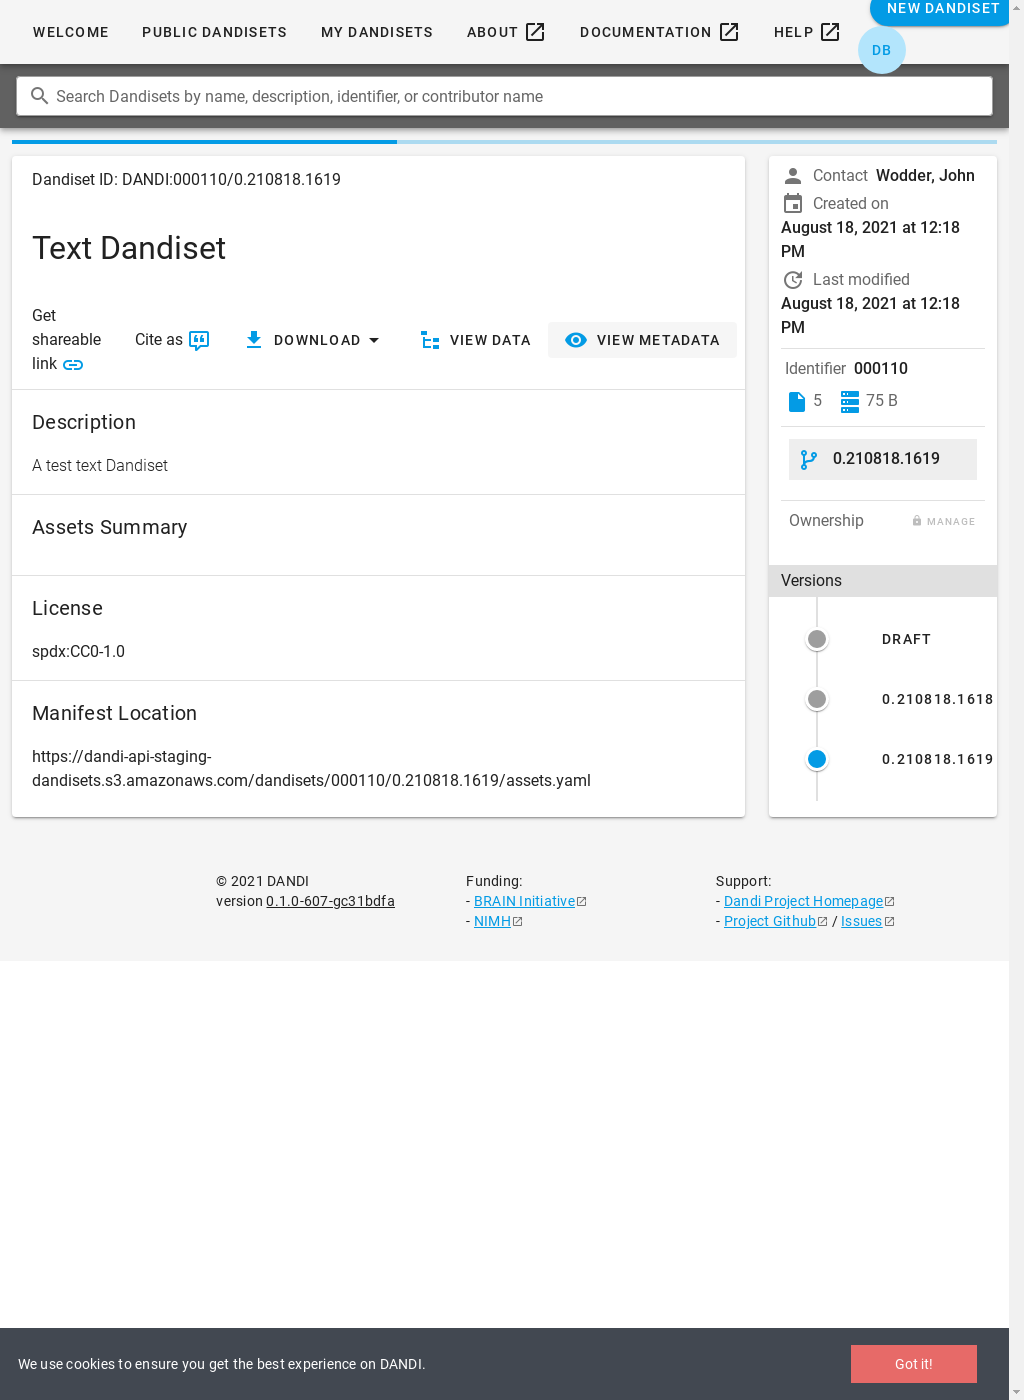 WELCOME
PUBLIC DANDISETS
MY DANDISETS
ABOUT
DOCUMENTATION
HELP
NEW DANDISET
DB
Search Dandisets by name, description, identifier, or contributor name
Dandiset ID: DANDI:000110/0.210818.1619
Text Dandiset
Get
shareable
link
Cite as
DOWNLOAD
VIEW DATA
VIEW METADATA
Description
A test text Dandiset
Assets Summary
License
spdx:CC0-1.0
Manifest Location
https://dandi-api-staging-
dandisets.s3.amazonaws.com/dandisets/000110/0.210818.1619/assets.yaml
Contact Wodder, John
Created on
August 18, 2021 at 12:18
PM
Last modified
August 18, 2021 at 12:18
PM
Identifier 000110
5 75 B
0.210818.1619
Ownership MANAGE
Versions
DRAFT
0.210818.1618
0.210818.1619
© 2021 DANDI
version 0.1.0-607-gc31bdfa
Funding:
- BRAIN Initiative
- NIMH
Support:
- Dandi Project Homepage
- Project Github / Issues
We use cookies to ensure you get the best experience on DANDI.
Got it!